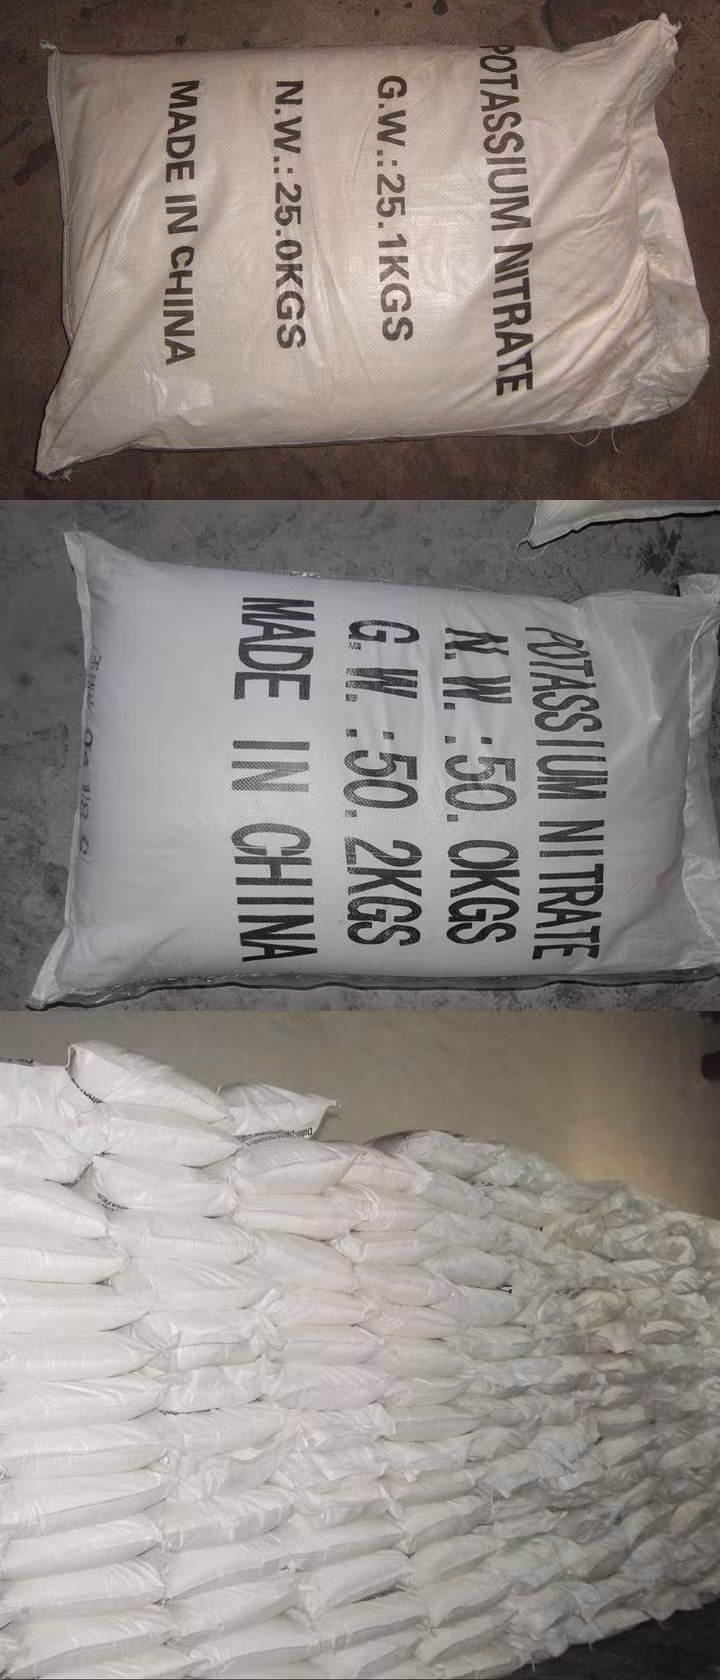 POTASSIUM NITRATE
G.W.:25.1KGS
N.W.:25.0KGS
MADE IN CHINA
POTASSIUM NITRATE
N.W.:50.0KGS
G.W.:50.2KGS
MADE IN CHINA